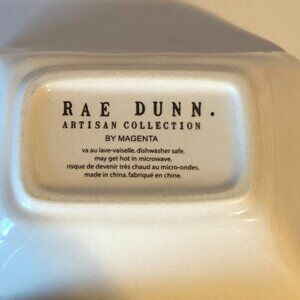 RAE DUNN.
ARTISAN COLLECTION
BY MAGENTA
va au lave-vaiselle. dishwasher safe.
may get hot in microwave.
risque de devenir très chaud au micro-ondes.
made in china. fabriqué en chine.